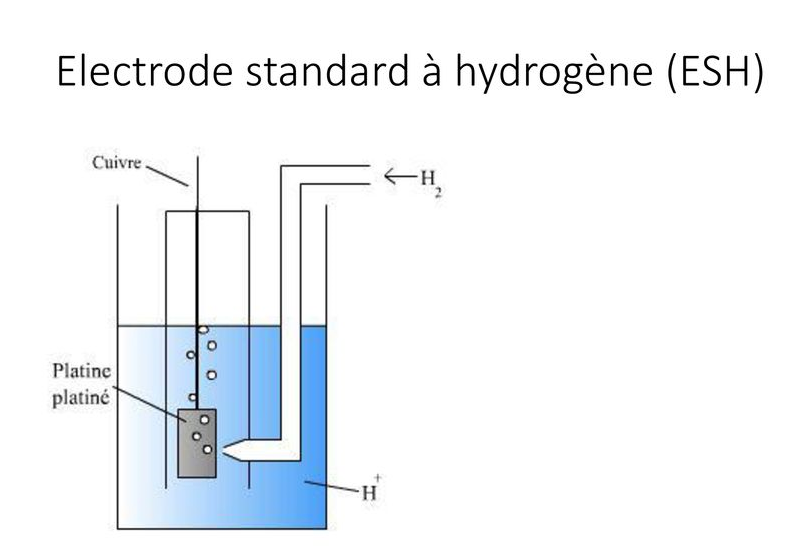 Electrode standard à hydrogène (ESH)
Cuivre
H₂
Platine
platiné
H⁺